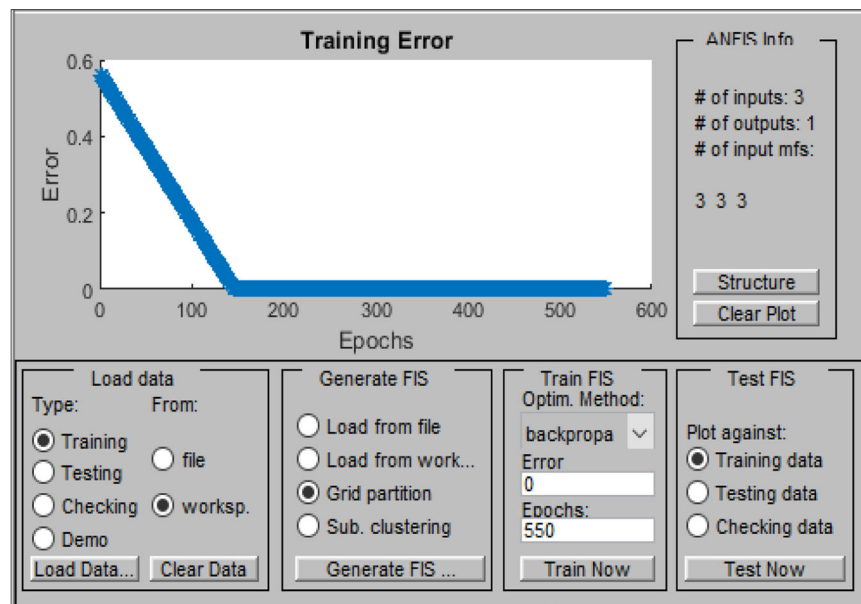 Training Error
0.6
0.4
0.2
0
Error
0
100
200
300
400
500
600
Epochs
ANFIS Info
# of inputs: 3
# of outputs: 1
# of input mfs:
3 3 3
Structure
Clear Plot
Load data
Type:
From:
Training
Testing
Checking
Demo
file
worksp.
Load Data...
Clear Data
Generate FIS
Load from file
Load from work...
Grid partition
Sub. clustering
Generate FIS ...
Train FIS
Optim. Method:
backpropa
Error
0
Epochs:
550
Train Now
Test FIS
Plot against:
Training data
Testing data
Checking data
Test Now